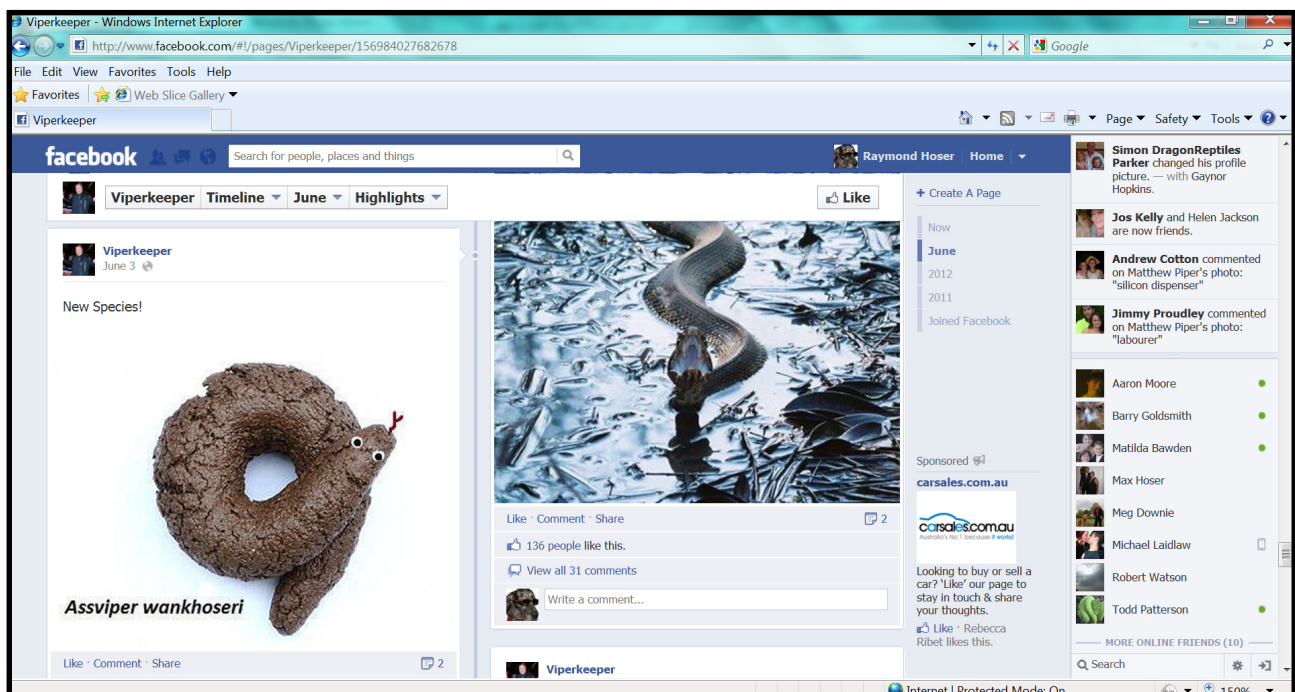 Viperkeeper - Windows Internet Explorer
http://www.facebook.com/#!/pages/Viperkeeper/156984027682678
Google
File Edit View Favorites Tools Help
Favorites Web Slice Gallery
Viperkeeper
Page Safety Tools
facebook
Search for people, places and things
Raymond Hoser Home
Viperkeeper Timeline June Highlights
Like
Viperkeeper
June 3
New Species!
Assviper wankhoseri
Like · Comment · Share 2
Like · Comment · Share 2
136 people like this.
View all 31 comments
Write a comment...
Viperkeeper
+ Create A Page
Now
June
2012
2011
Joined Facebook
Sponsored
carsales.com.au
carsales.com.au
Australia's No.1 because it works!
Looking to buy or sell a
car? 'Like' our page to
stay in touch & share
your thoughts.
Like · Rebecca
Ribet likes this.
Simon DragonReptiles
Parker changed his profile
picture. — with Gaynor
Hopkins.
Jos Kelly and Helen Jackson
are now friends.
Andrew Cotton commented
on Matthew Piper's photo:
"silicon dispenser"
Jimmy Proudley commented
on Matthew Piper's photo:
"labourer"
Aaron Moore
Barry Goldsmith
Matilda Bawden
Max Hoser
Meg Downie
Michael Laidlaw
Robert Watson
Todd Patterson
MORE ONLINE FRIENDS (10)
Search
Internet | Protected Mode: On
150%